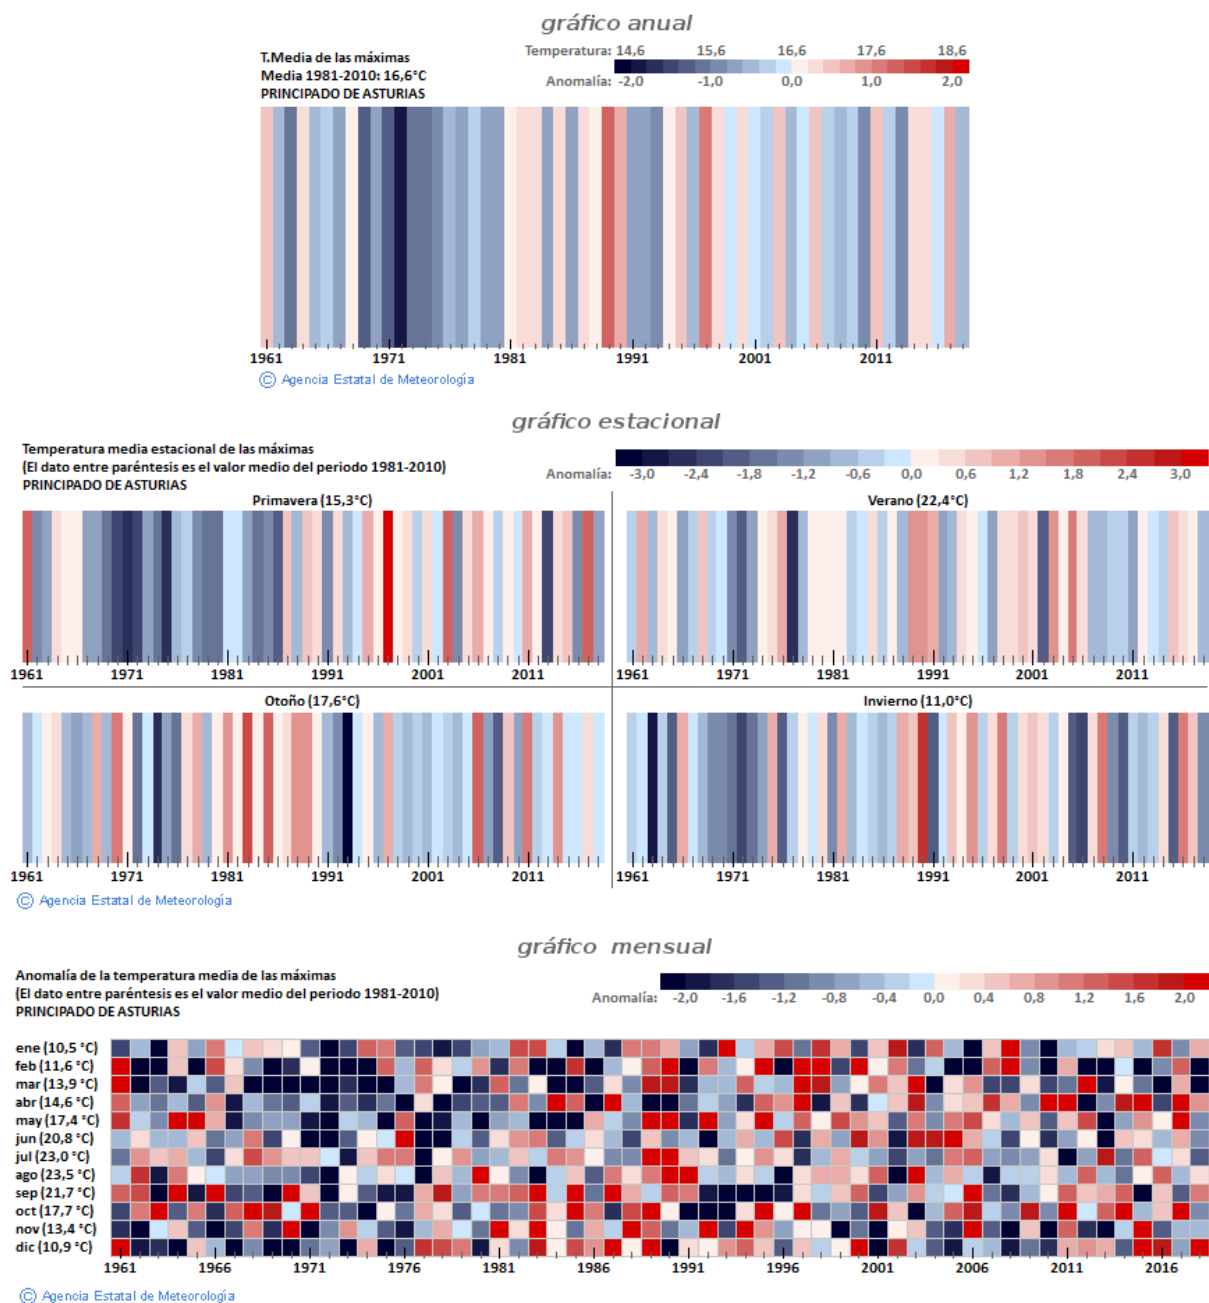 gráfico anual
T.Media de las máximas
Media 1981-2010: 16,6°C
PRINCIPADO DE ASTURIAS
Temperatura: 14,6 15,6 16,6 17,6 18,6
Anomalía: -2,0 -1,0 0,0 1,0 2,0
1961 1971 1981 1991 2001 2011
© Agencia Estatal de Meteorología
gráfico estacional
Temperatura media estacional de las máximas
(El dato entre paréntesis es el valor medio del periodo 1981-2010)
PRINCIPADO DE ASTURIAS
Anomalía: -3,0 -2,4 -1,8 -1,2 -0,6 0,0 0,6 1,2 1,8 2,4 3,0
Primavera (15,3°C)
1961 1971 1981 1991 2001 2011
Verano (22,4°C)
1961 1971 1981 1991 2001 2011
Otoño (17,6°C)
1961 1971 1981 1991 2001 2011
Invierno (11,0°C)
1961 1971 1981 1991 2001 2011
© Agencia Estatal de Meteorología
gráfico mensual
Anomalía de la temperatura media de las máximas
(El dato entre paréntesis es el valor medio del periodo 1981-2010)
PRINCIPADO DE ASTURIAS
Anomalía: -2,0 -1,6 -1,2 -0,8 -0,4 0,0 0,4 0,8 1,2 1,6 2,0
ene (10,5 °C)
feb (11,6 °C)
mar (13,9 °C)
abr (14,6 °C)
may (17,4 °C)
jun (20,8 °C)
jul (23,0 °C)
ago (23,5 °C)
sep (21,7 °C)
oct (17,7 °C)
nov (13,4 °C)
dic (10,9 °C)
1961 1966 1971 1976 1981 1986 1991 1996 2001 2006 2011 2016
© Agencia Estatal de Meteorología